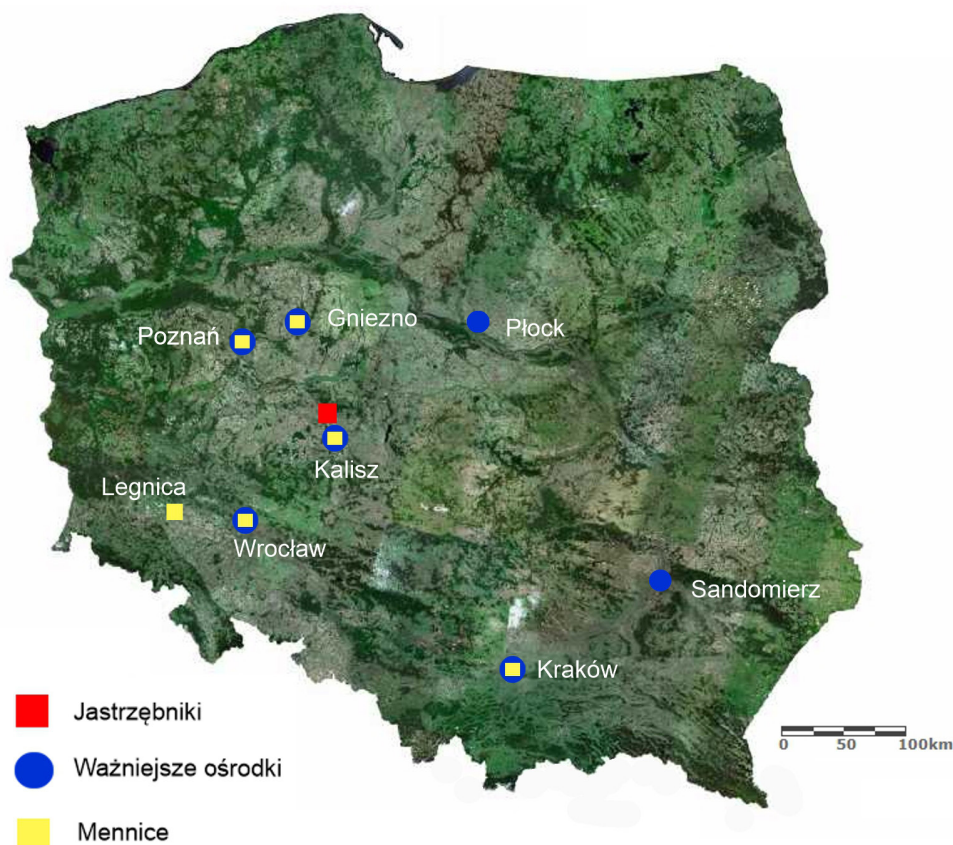 Gniezno
Płock
Poznań
Kalisz
Legnica
Wrocław
Sandomierz
Kraków
Jastrzębniki
Ważniejsze ośrodki
Mennice
0 50 100km